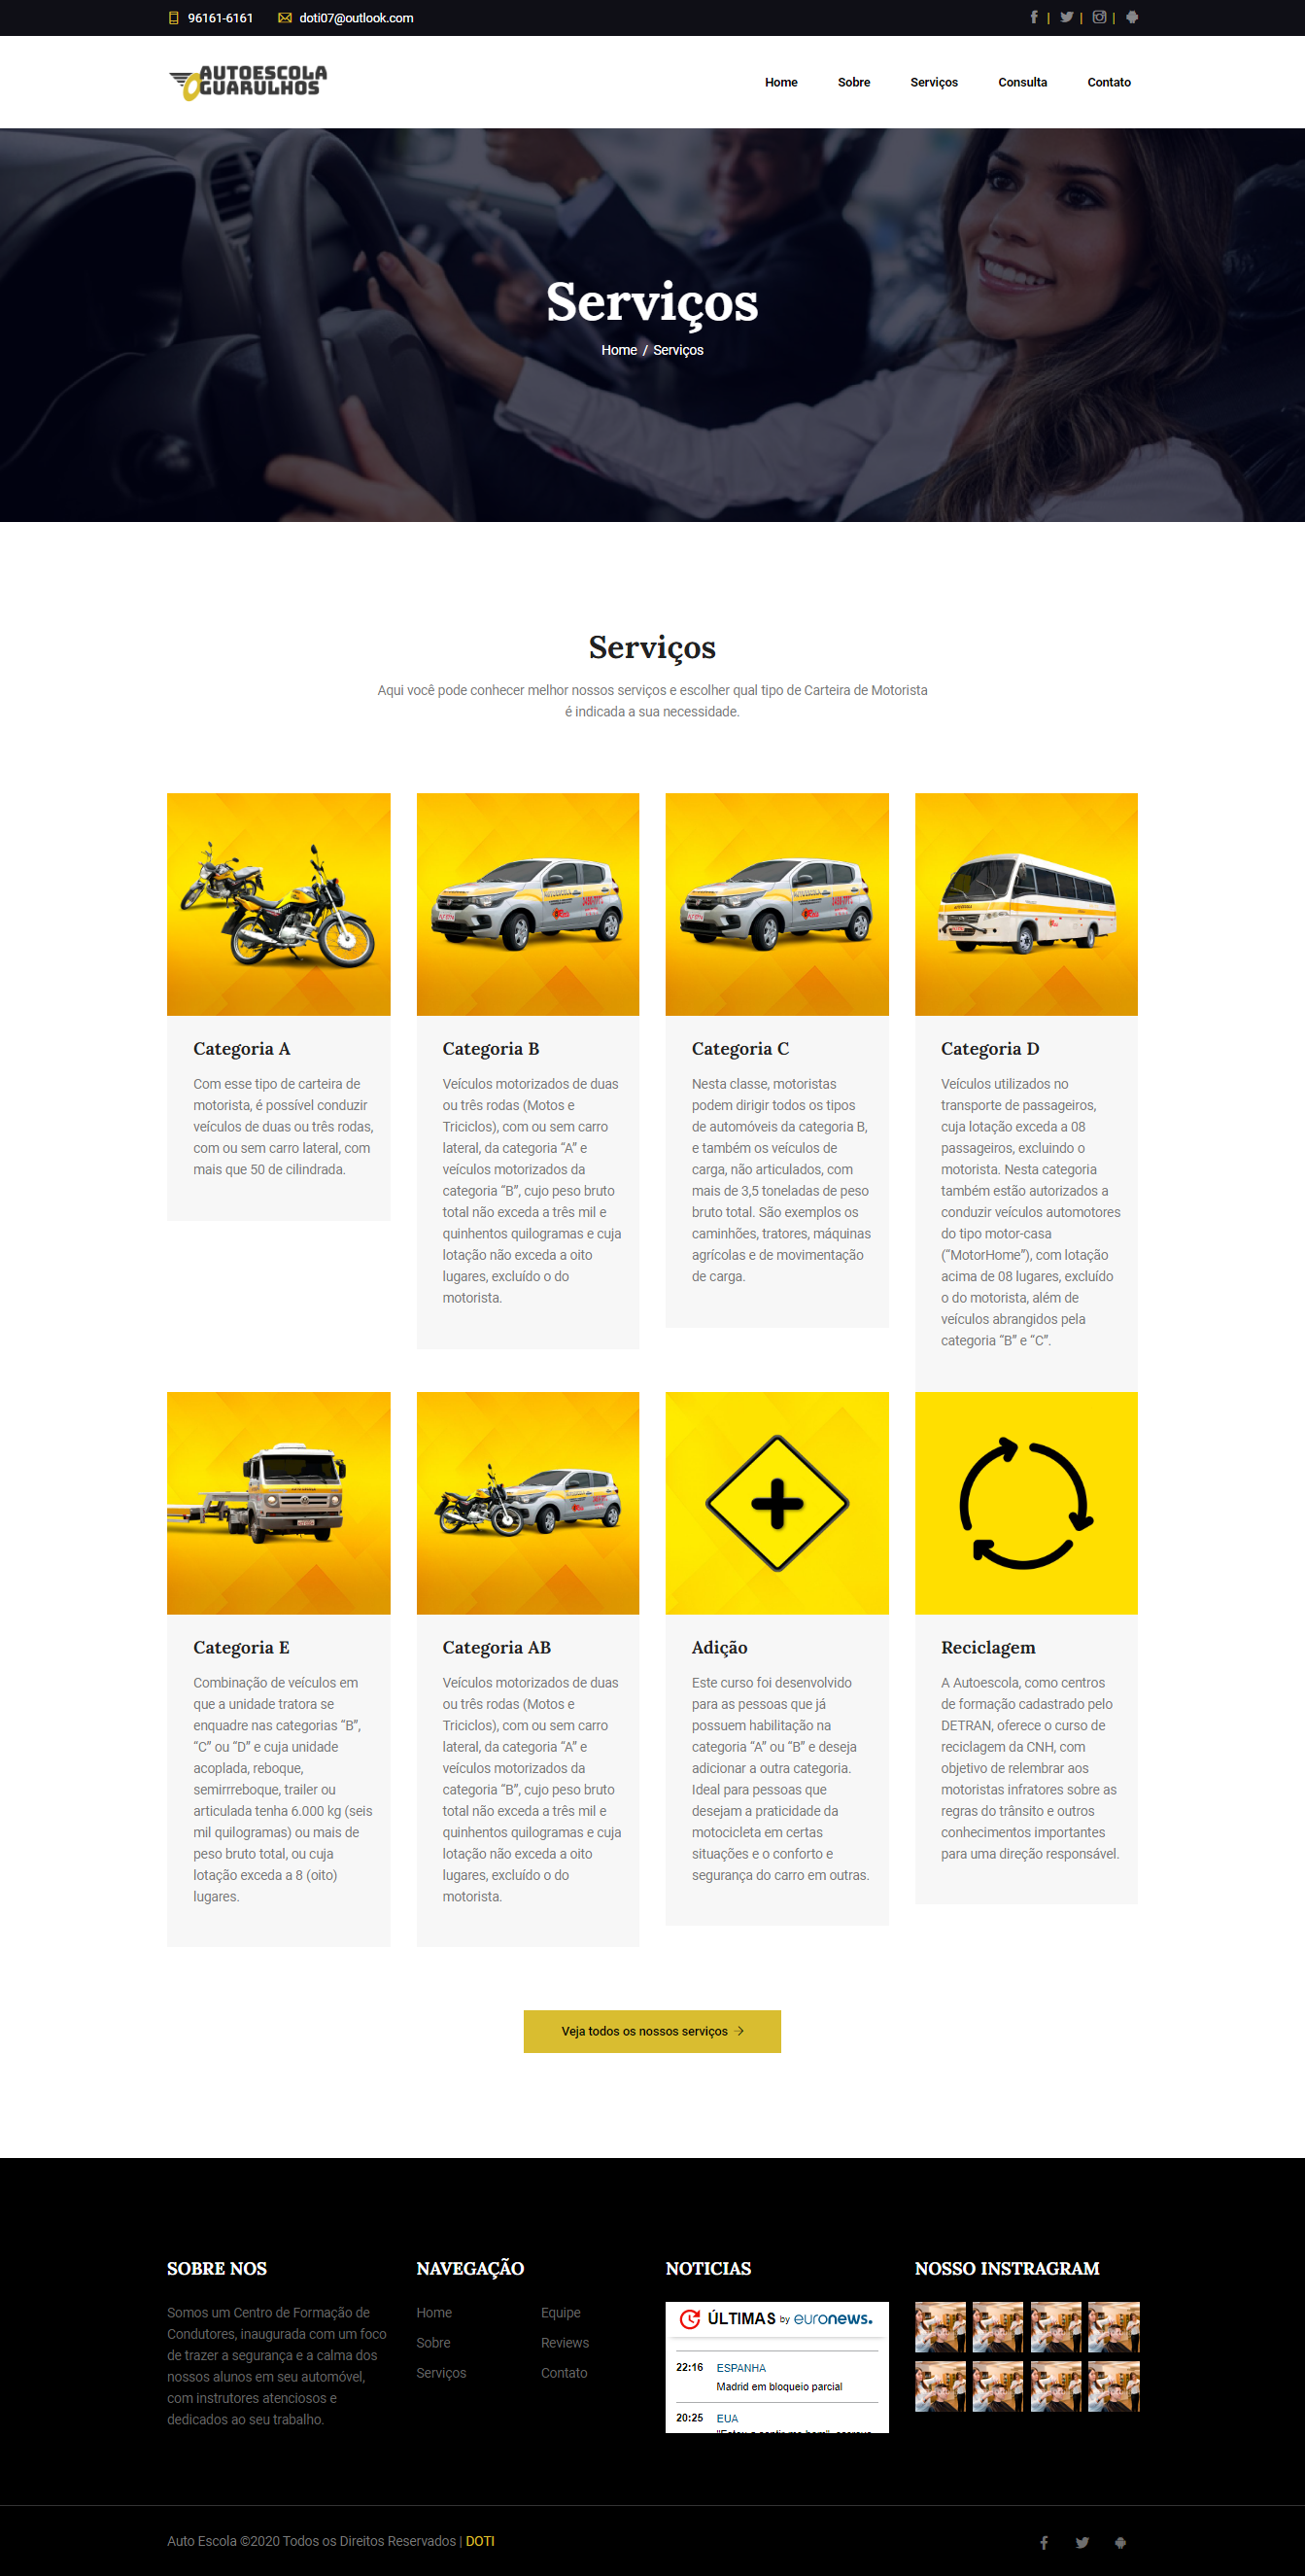 96161-6161 doti07@outlook.com
AUTOESCOLA
GUARULHOS
Home Sobre Serviços Consulta Contato
Serviços
Home / Serviços
Serviços
Aqui você pode conhecer melhor nossos serviços e escolher qual tipo de Carteira de Motorista
é indicada a sua necessidade.
Categoria A
Com esse tipo de carteira de
motorista, é possível conduzir
veículos de duas ou três rodas,
com ou sem carro lateral, com
mais que 50 de cilindrada.
Categoria B
Veículos motorizados de duas
ou três rodas (Motos e
Triciclos), com ou sem carro
lateral, da categoria “A” e
veículos motorizados da
categoria “B”, cujo peso bruto
total não exceda a três mil e
quinhentos quilogramas e cuja
lotação não exceda a oito
lugares, excluído o do
motorista.
Categoria C
Nesta classe, motoristas
podem dirigir todos os tipos
de automóveis da categoria B,
e também os veículos de
carga, não articulados, com
mais de 3,5 toneladas de peso
bruto total. São exemplos os
caminhões, tratores, máquinas
agrícolas e de movimentação
de carga.
Categoria D
Veículos utilizados no
transporte de passageiros,
cuja lotação exceda a 08
passageiros, excluindo o
motorista. Nesta categoria
também estão autorizados a
conduzir veículos automotores
do tipo motor-casa
(“MotorHome”), com lotação
acima de 08 lugares, excluído
o do motorista, além de
veículos abrangidos pela
categoria “B” e “C”.
Categoria E
Combinação de veículos em
que a unidade tratora se
enquadre nas categorias “B”,
“C” ou “D” e cuja unidade
acoplada, reboque,
semirrreboque, trailer ou
articulada tenha 6.000 kg (seis
mil quilogramas) ou mais de
peso bruto total, ou cuja
lotação exceda a 8 (oito)
lugares.
Categoria AB
Veículos motorizados de duas
ou três rodas (Motos e
Triciclos), com ou sem carro
lateral, da categoria “A” e
veículos motorizados da
categoria “B”, cujo peso bruto
total não exceda a três mil e
quinhentos quilogramas e cuja
lotação não exceda a oito
lugares, excluído o do
motorista.
Adição
Este curso foi desenvolvido
para as pessoas que já
possuem habilitação na
categoria “A” ou “B” e deseja
adicionar a outra categoria.
Ideal para pessoas que
desejam a praticidade da
motocicleta em certas
situações e o conforto e
segurança do carro em outras.
Reciclagem
A Autoescola, como centros
de formação cadastrado pelo
DETRAN, oferece o curso de
reciclagem da CNH, com
objetivo de relembrar aos
motoristas infratores sobre as
regras do trânsito e outros
conhecimentos importantes
para uma direção responsável.
Veja todos os nossos serviços
SOBRE NOS
Somos um Centro de Formação de
Condutores, inaugurada com um foco
de trazer a segurança e a calma dos
nossos alunos em seu automóvel,
com instrutores atenciosos e
dedicados ao seu trabalho.
NAVEGAÇÃO
Home Equipe
Sobre Reviews
Serviços Contato
NOTICIAS
ÚLTIMAS by euronews.
22:16 ESPANHA
Madrid em bloqueio parcial
20:25 EUA
NOSSO INSTRAGRAM
Auto Escola ©2020 Todos os Direitos Reservados | DOTI